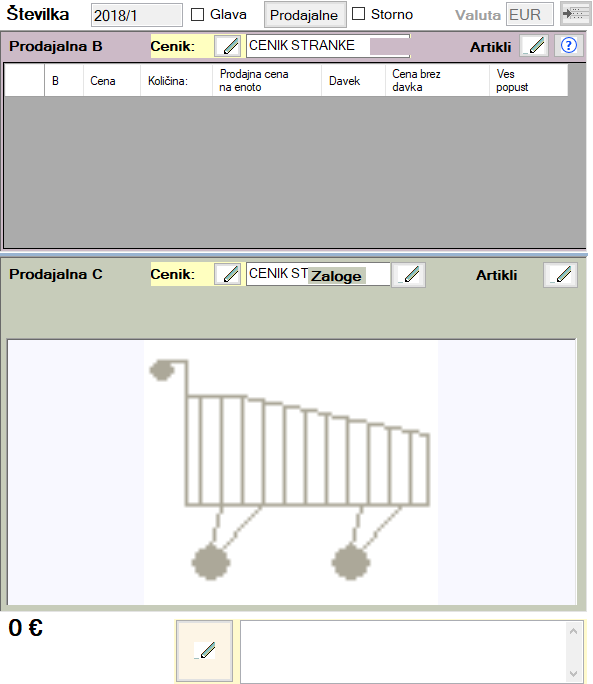 Številka 2018/1 Glava Prodajalne Storno Valuta EUR
Prodajalna B Cenik: CENIK STRANKE Artikli ?
B Cena Količina: Prodajna cena na enoto Davek Cena brez davka Ves popust
Prodajalna C Cenik: CENIK ST Zaloge Artikli
0 €